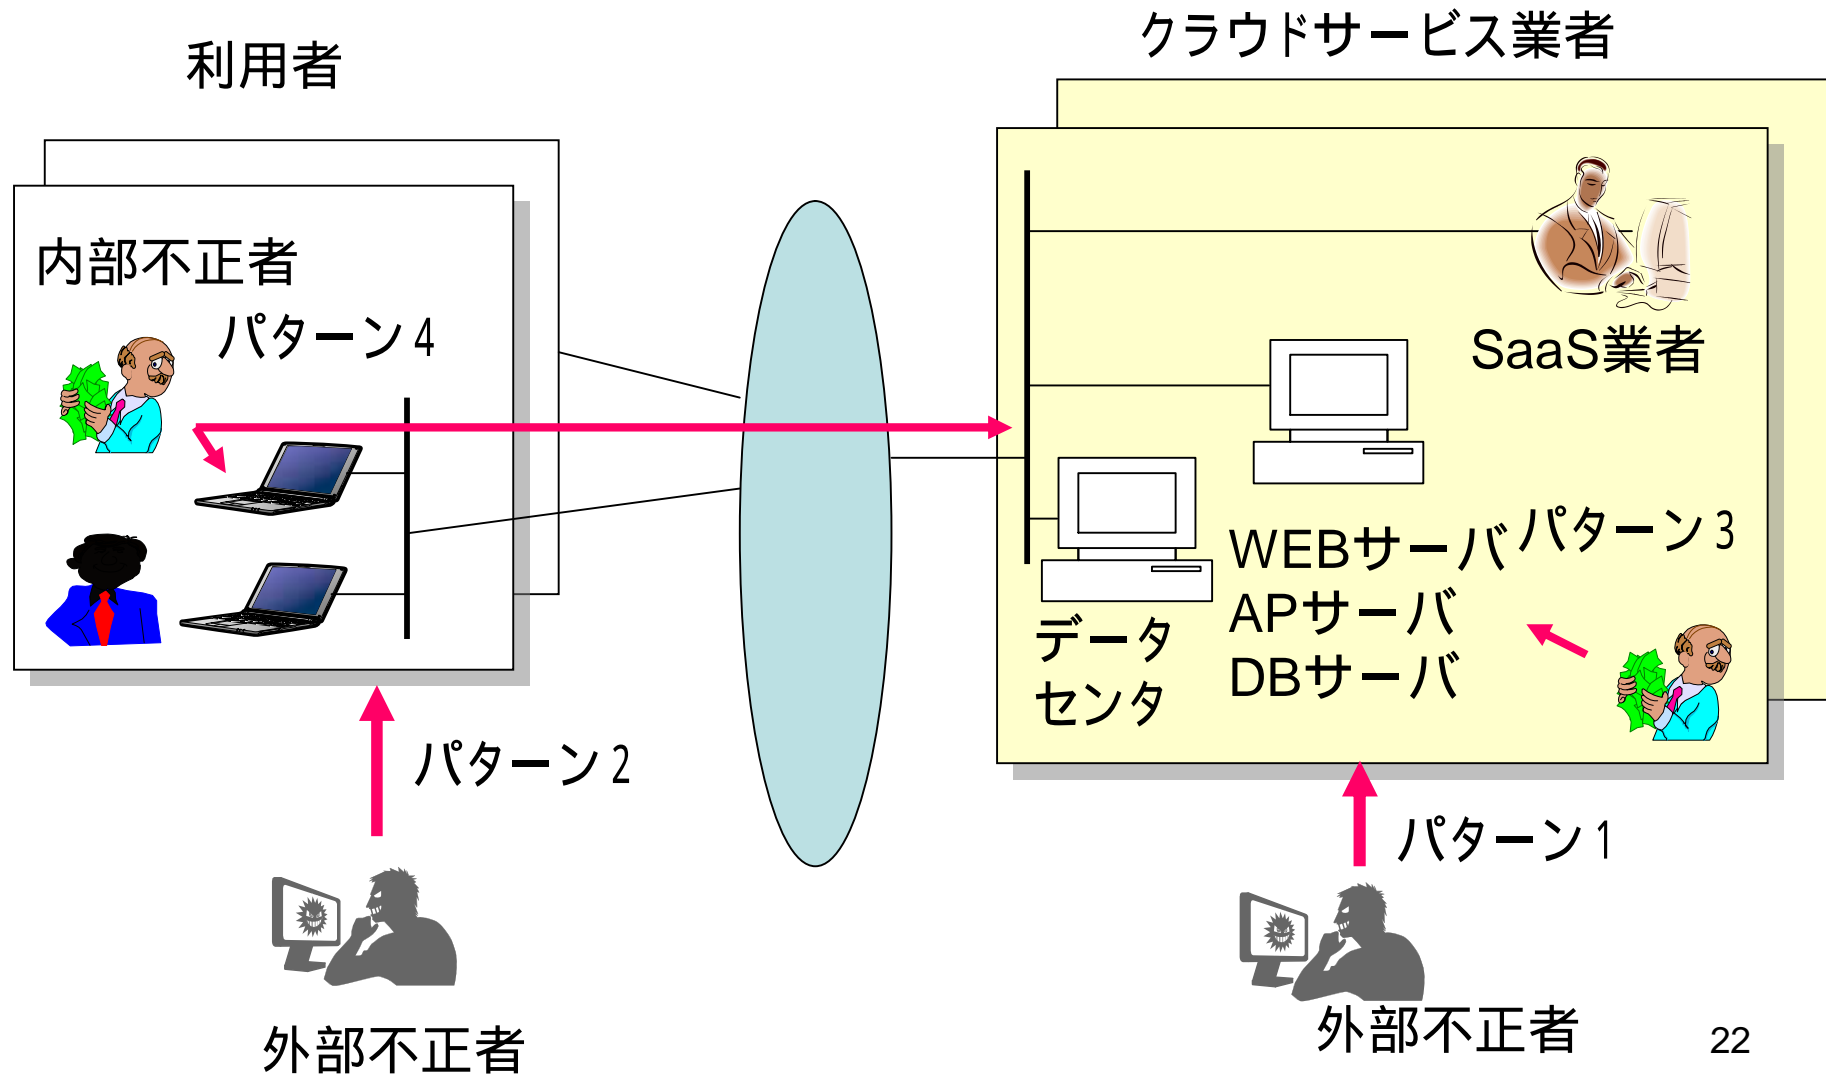 クラウドサービス業者
利用者
内部不正者
パターン4
SaaS業者
パターン3
WEBサーバ
APサーバ
DBサーバ
データ
センタ
パターン2
パターン1
外部不正者
外部不正者
22